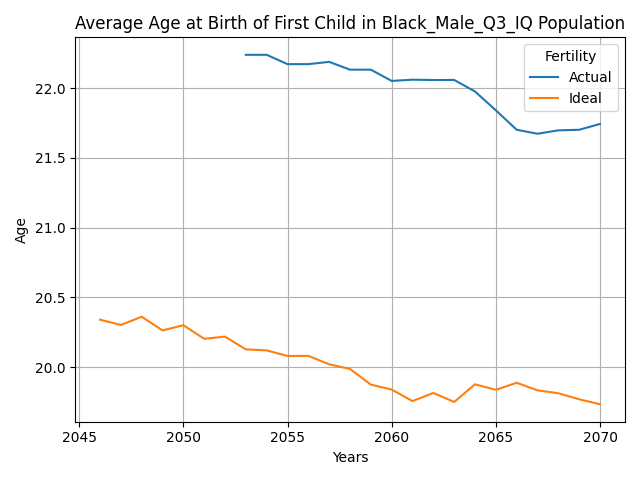 Average Age at Birth of First Child in Black_Male_Q3_IQ Population
Fertility
Actual
Ideal
22.0
21.5
21.0
20.5
20.0
Age
2045
2050
2055
2060
2065
2070
Years